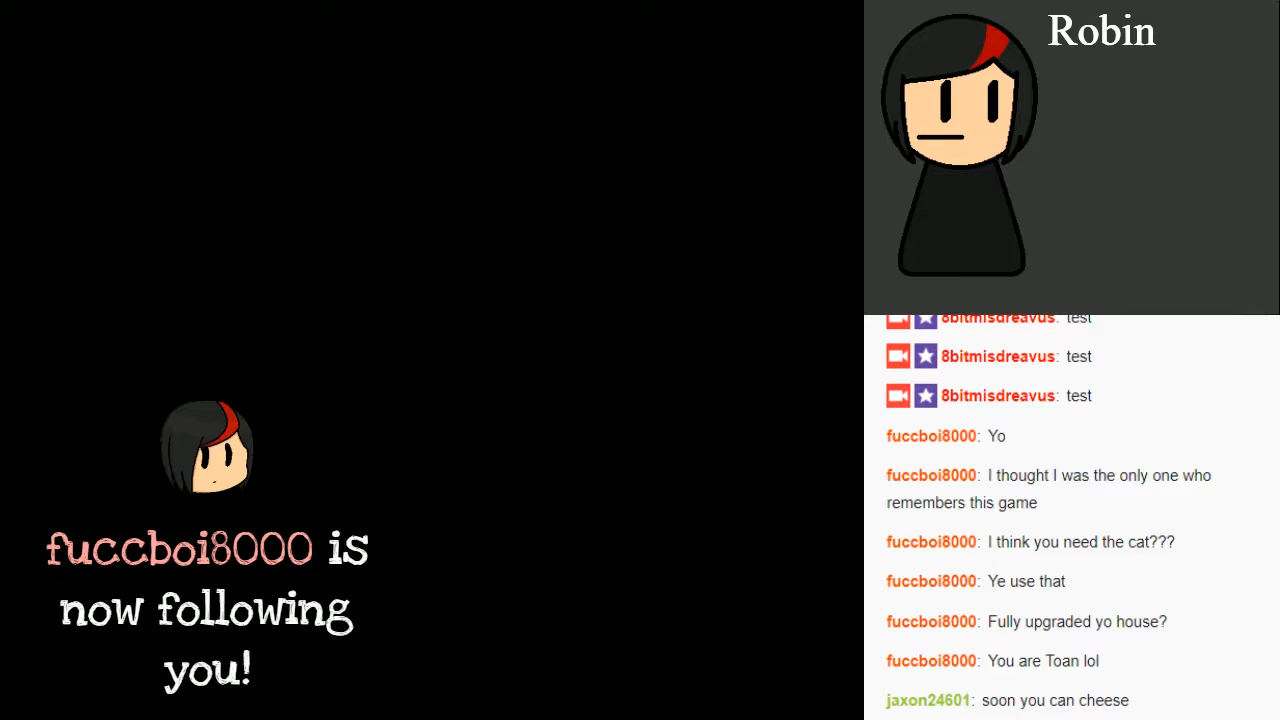 Robin
8bitmisdreavus: test
8bitmisdreavus: test
8bitmisdreavus: test
fuccboi8000: Yo
fuccboi8000: I thought I was the only one who
remembers this game
fuccboi8000: I think you need the cat???
fuccboi8000: Ye use that
fuccboi8000: Fully upgraded yo house?
fuccboi8000: You are Toan lol
jaxon24601: soon you can cheese
fuccboi8000 is
now following
you!